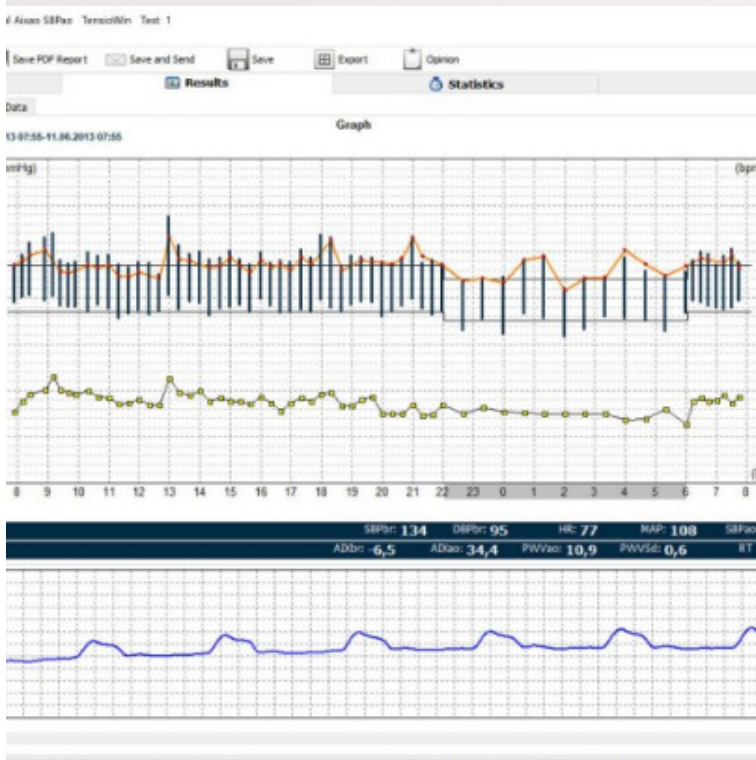 Aixao SBPao TensioWin Test 1
Save PDF Report Save and Send Save Export Opinion
Results Statistics
Data
Graph
13 07:55-11.06.2013 07:55
mmHg) (bpm
8 9 10 11 12 13 14 15 16 17 18 19 20 21 22 23 0 1 2 3 4 5 6 7 8
SBPbr: 134 DBPbr: 95 HR: 77 MAP: 108 SBPao
AIXbr: -6,5 AIXao: 34,4 PWVao: 10,9 PWVSd: 0,6 RT